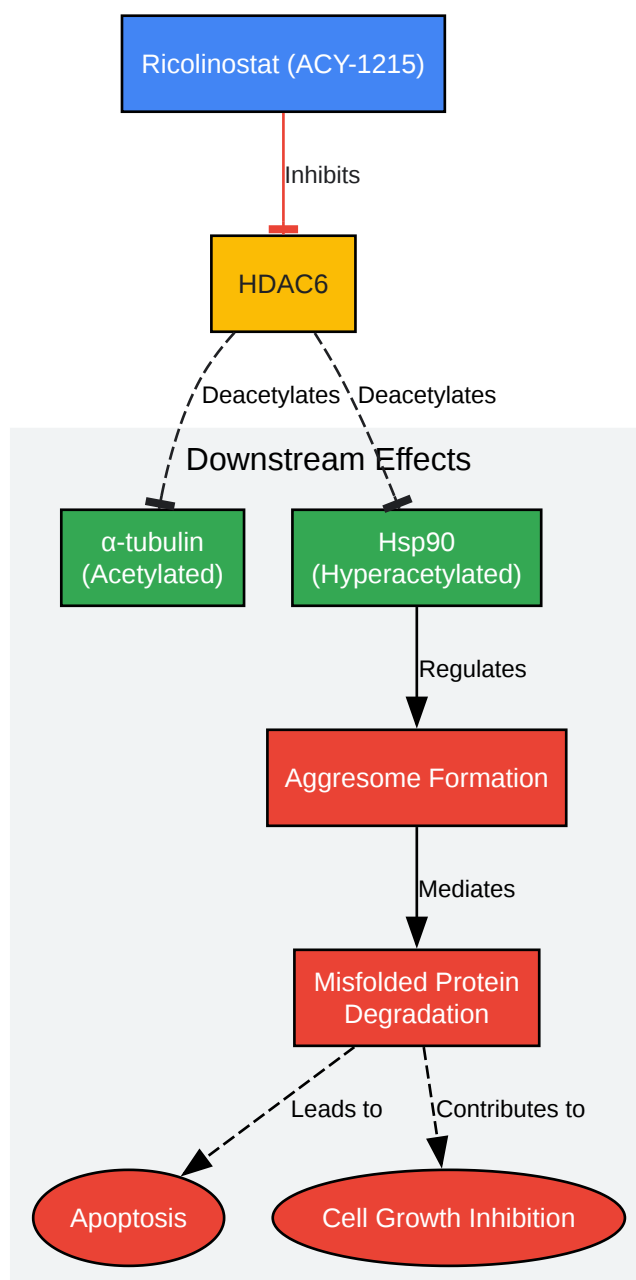 Ricolinostat (ACY-1215)
Inhibits
HDAC6
Deacetylates
Deacetylates
Downstream Effects
α-tubulin
(Acetylated)
Hsp90
(Hyperacetylated)
Regulates
Aggresome Formation
Mediates
Misfolded Protein
Degradation
Leads to
Contributes to
Apoptosis
Cell Growth Inhibition